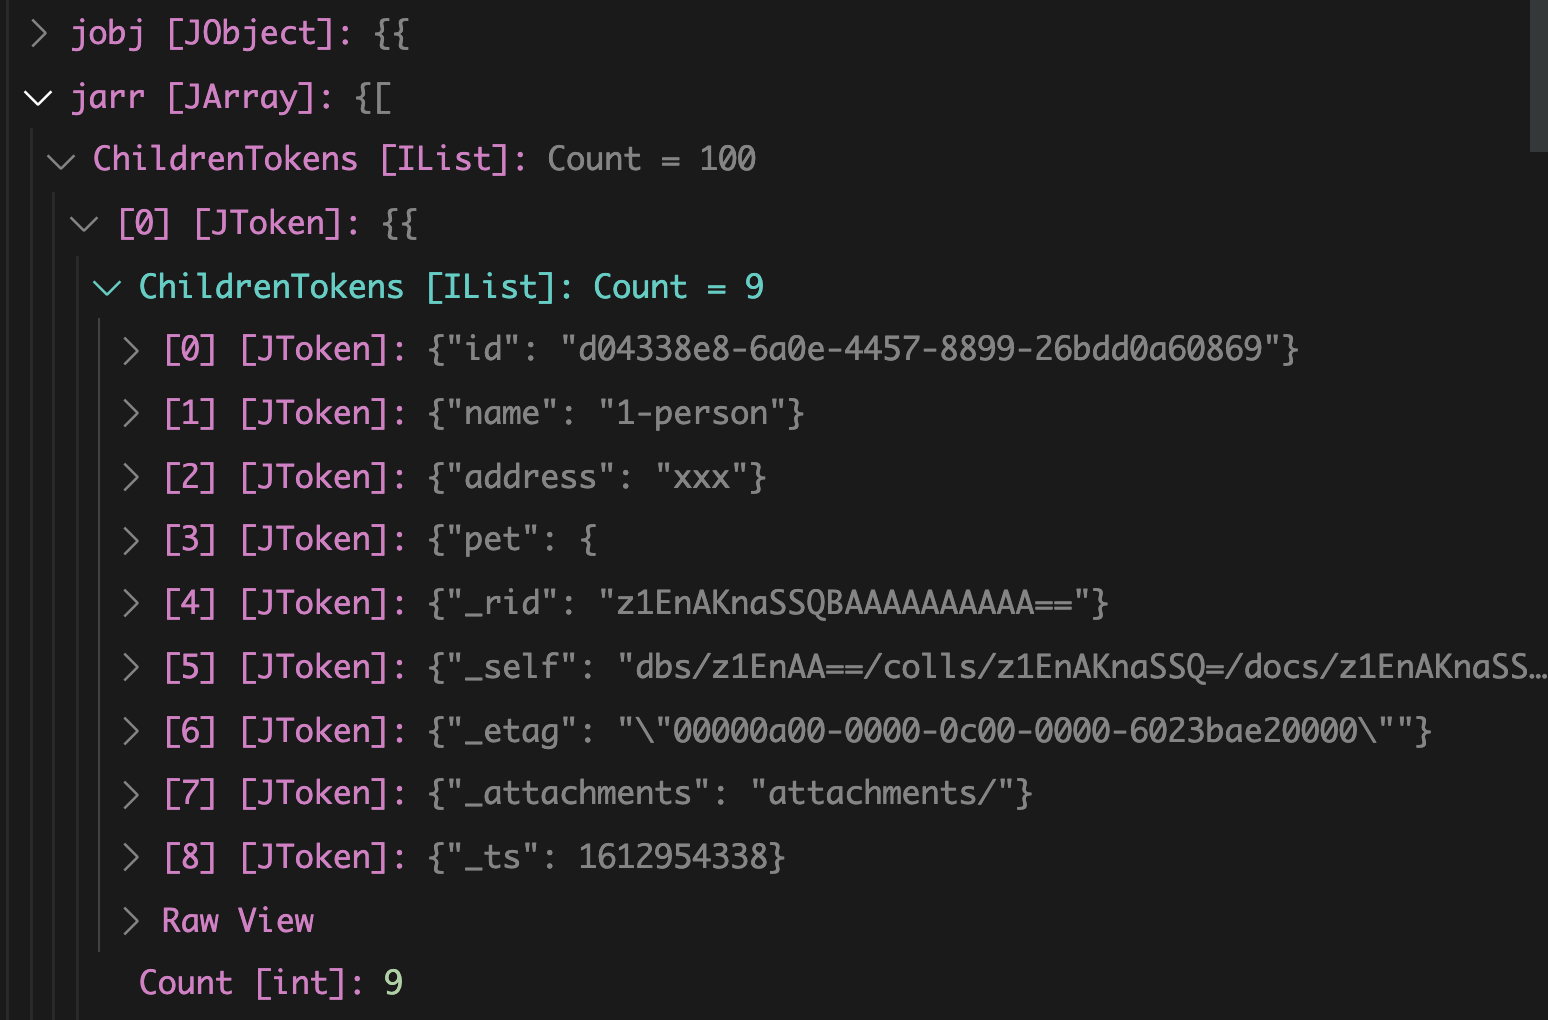 jobj [JObject]: {{
jarr [JArray]: {[
ChildrenTokens [IList]: Count = 100
[0] [JToken]: {{
ChildrenTokens [IList]: Count = 9
[0] [JToken]: {"id": "d04338e8-6a0e-4457-8899-26bdd0a60869"}
[1] [JToken]: {"name": "1-person"}
[2] [JToken]: {"address": "xxx"}
[3] [JToken]: {"pet": {
[4] [JToken]: {"_rid": "z1EnAKnaSSQBAAAAAAAAAA=="}
[5] [JToken]: {"_self": "dbs/z1EnAA==/colls/z1EnAKnaSSQ=/docs/z1EnAKnaSS…
[6] [JToken]: {"_etag": "\"00000a00-0000-0c00-0000-6023bae20000\""}
[7] [JToken]: {"_attachments": "attachments/"}
[8] [JToken]: {"_ts": 1612954338}
Raw View
Count [int]: 9